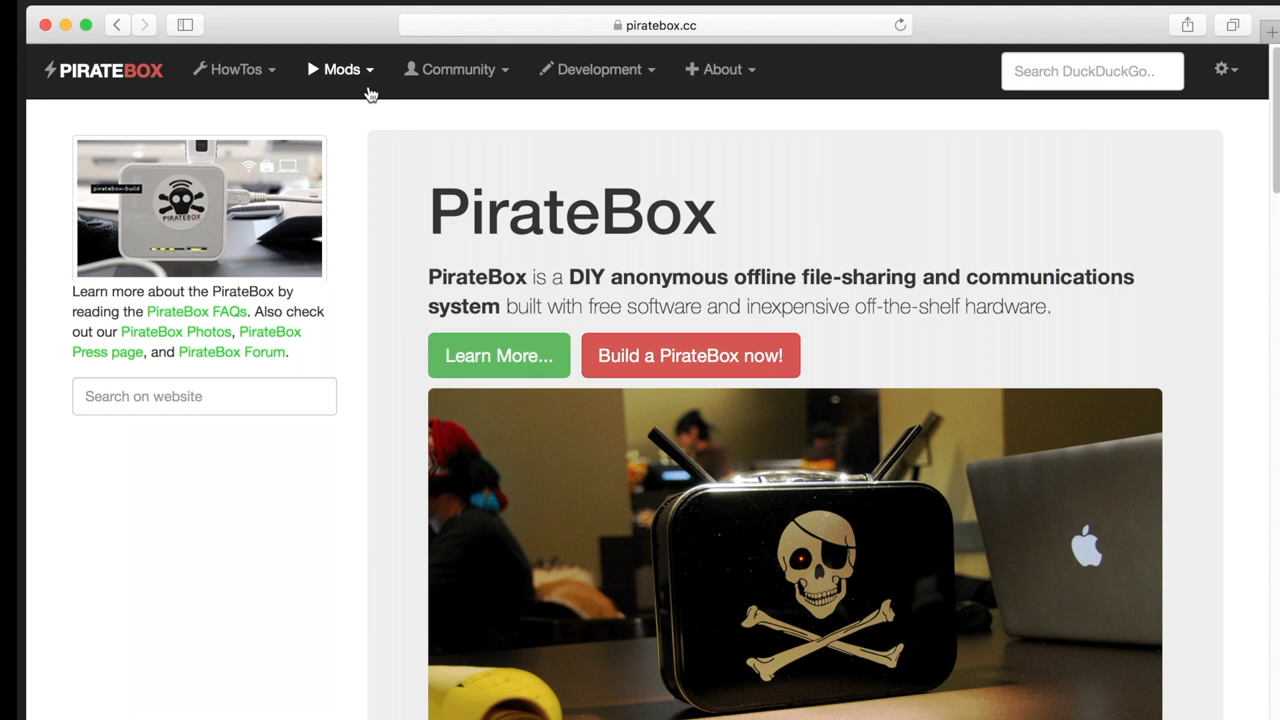 piratebox.cc
PIRATEBOX
HowTos
Mods
Community
Development
About
Search DuckDuckGo..
piratebox-build
PIRATEBOX
Learn more about the PirateBox by
reading the PirateBox FAQs. Also check
out our PirateBox Photos, PirateBox
Press page, and PirateBox Forum.
Search on website
PirateBox
PirateBox is a DIY anonymous offline file-sharing and communications
system built with free software and inexpensive off-the-shelf hardware.
Learn More...
Build a PirateBox now!